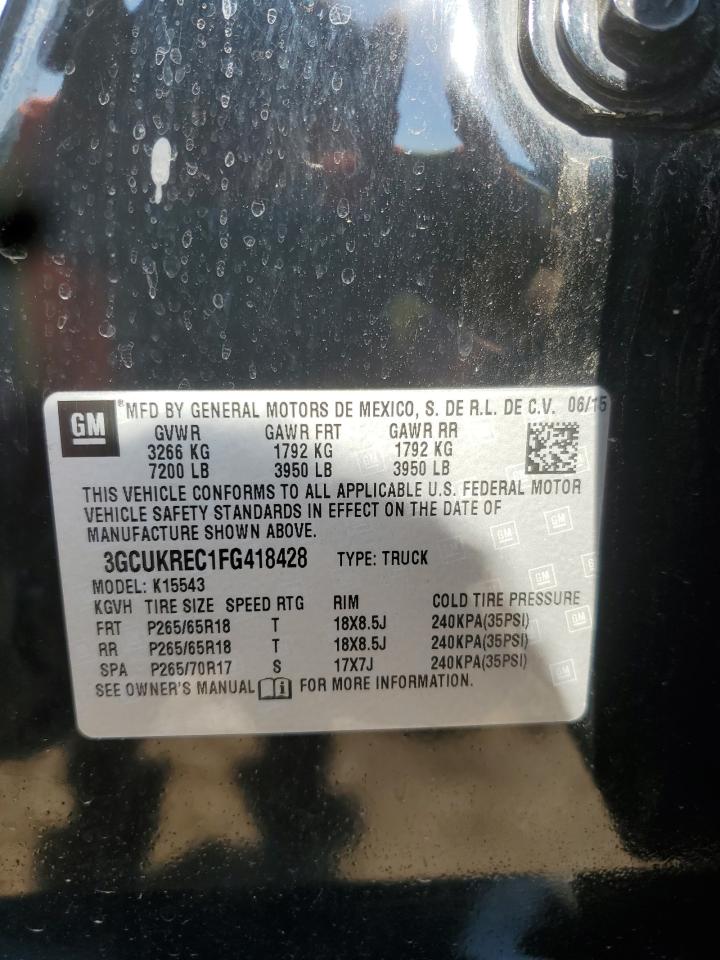 GM ®MFD BY GENERAL MOTORS DE MEXICO, S. DE R.L. DE C.V. 06/15
GVWR GAWR FRT GAWR RR
3266 KG 1792 KG 1792 KG
7200 LB 3950 LB 3950 LB
THIS VEHICLE CONFORMS TO ALL APPLICABLE U.S. FEDERAL MOTOR
VEHICLE SAFETY STANDARDS IN EFFECT ON THE DATE OF
MANUFACTURE SHOWN ABOVE.
3GCUKREC1FG418428 TYPE: TRUCK
MODEL: K15543
KGVH TIRE SIZE SPEED RTG RIM COLD TIRE PRESSURE
FRT P265/65R18 T 18X8.5J 240KPA(35PSI)
RR P265/65R18 T 18X8.5J 240KPA(35PSI)
SPA P265/70R17 S 17X7J 240KPA(35PSI)
SEE OWNER'S MANUAL i FOR MORE INFORMATION.